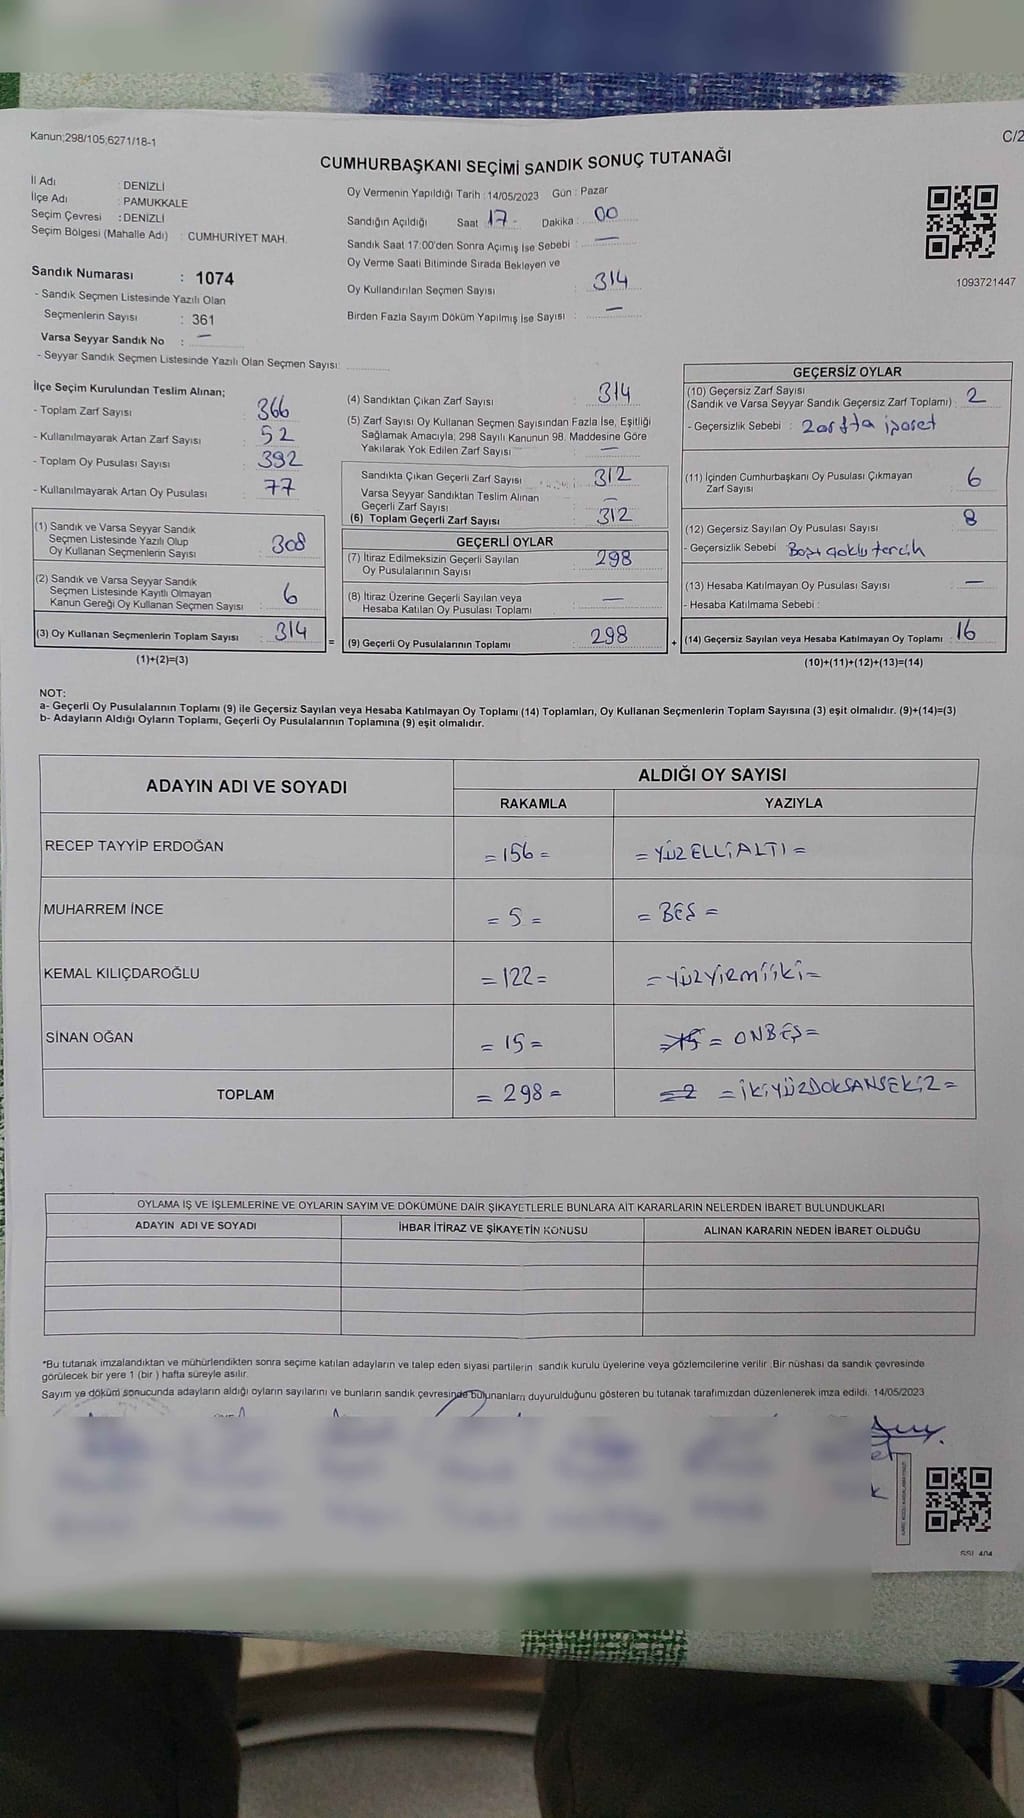 Kanun;298/105;6271/18-1
C/2
CUMHURBAŞKANI SEÇİMİ SANDIK SONUÇ TUTANAĞI
İl Adı : DENİZLİ
İlçe Adı : PAMUKKALE
Seçim Çevresi : DENİZLİ
Seçim Bölgesi (Mahalle Adı) : CUMHURİYET MAH.
Sandık Numarası : 1074
- Sandık Seçmen Listesinde Yazılı Olan
Seçmenlerin Sayısı : 361
Varsa Seyyar Sandık No : —
- Seyyar Sandık Seçmen Listesinde Yazılı Olan Seçmen Sayısı:
Oy Vermenin Yapıldığı Tarih : 14/05/2023 Gün : Pazar
Sandığın Açıldığı Saat 17 Dakika : 00
Sandık Saat 17:00'den Sonra Açımış İse Sebebi : —
Oy Verme Saati Bitiminde Sırada Bekleyen ve
Oy Kullandırılan Seçmen Sayısı : 314
Birden Fazla Sayım Döküm Yapılmış İse Sayısı : —
1093721447
İlçe Seçim Kurulundan Teslim Alınan;
- Toplam Zarf Sayısı : 366
- Kullanılmayarak Artan Zarf Sayısı : 52
- Toplam Oy Pusulası Sayısı : 392
- Kullanılmayarak Artan Oy Pusulası : 77
(1) Sandık ve Varsa Seyyar Sandık
Seçmen Listesinde Yazılı Olup
Oy Kullanan Seçmenlerin Sayısı : 308
(2) Sandık ve Varsa Seyyar Sandık
Seçmen Listesinde Kayıtlı Olmayan
Kanun Gereği Oy Kullanan Seçmen Sayısı : 6
(3) Oy Kullanan Seçmenlerin Toplam Sayısı : 314
(1)+(2)=(3)
=
(4) Sandıktan Çıkan Zarf Sayısı : 314
(5) Zarf Sayısı Oy Kullanan Seçmen Sayısından Fazla İse, Eşitliği
Sağlamak Amacıyla; 298 Sayılı Kanunun 98. Maddesine Göre
Yakılarak Yok Edilen Zarf Sayısı : —
Sandıkta Çıkan Geçerli Zarf Sayısı : 312
Varsa Seyyar Sandıktan Teslim Alınan
Geçerli Zarf Sayısı : —
(6) Toplam Geçerli Zarf Sayısı : 312
GEÇERLİ OYLAR
(7) İtiraz Edilmeksizin Geçerli Sayılan
Oy Pusulalarının Sayısı : 298
(8) İtiraz Üzerine Geçerli Sayılan veya
Hesaba Katılan Oy Pusulası Toplamı : —
(9) Geçerli Oy Pusulalarının Toplamı : 298
+
GEÇERSİZ OYLAR
(10) Geçersiz Zarf Sayısı
(Sandık ve Varsa Seyyar Sandık Geçersiz Zarf Toplamı) : 2
- Geçersizlik Sebebi : zarfta işaret
(11) İçinden Cumhurbaşkanı Oy Pusulası Çıkmayan
Zarf Sayısı : 6
(12) Geçersiz Sayılan Oy Pusulası Sayısı : 8
- Geçersizlik Sebebi : Boş çoklu tercih
(13) Hesaba Katılmayan Oy Pusulası Sayısı : —
- Hesaba Katılmama Sebebi :
(14) Geçersiz Sayılan veya Hesaba Katılmayan Oy Toplamı : 16
(10)+(11)+(12)+(13)=(14)
NOT:
a- Geçerli Oy Pusulalarının Toplamı (9) ile Geçersiz Sayılan veya Hesaba Katılmayan Oy Toplamı (14) Toplamları, Oy Kullanan Seçmenlerin Toplam Sayısına (3) eşit olmalıdır. (9)+(14)=(3)
b- Adayların Aldığı Oyların Toplamı, Geçerli Oy Pusulalarının Toplamına (9) eşit olmalıdır.
ADAYIN ADI VE SOYADI
ALDIĞI OY SAYISI
RAKAMLA YAZIYLA
RECEP TAYYİP ERDOĞAN =156= =YÜZELLİALTI=
MUHARREM İNCE =5= =BEŞ=
KEMAL KILIÇDAROĞLU =122= =YÜZYİRMİİKİ=
SİNAN OĞAN =15= =ONBEŞ=
TOPLAM =298= =İKİYÜZDOKSANSEKİZ=
OYLAMA İŞ VE İŞLEMLERİNE VE OYLARIN SAYIM VE DÖKÜMÜNE DAİR ŞİKAYETLERLE BUNLARA AİT KARARLARIN NELERDEN İBARET BULUNDUKLARI
ADAYIN ADI VE SOYADI İHBAR İTİRAZ VE ŞİKAYETİN KONUSU ALINAN KARARIN NEDEN İBARET OLDUĞU
*Bu tutanak imzalandıktan ve mühürlendikten sonra seçime katılan adayların ve talep eden siyasi partilerin sandık kurulu üyelerine veya gözlemcilerine verilir .Bir nüshası da sandık çevresinde
görülecek bir yere 1 (bir ) hafta süreyle asılır.
Sayım ve döküm sonucunda adayların aldığı oyların sayılarını ve bunların sandık çevresinde bulunanlara duyurulduğunu gösteren bu tutanak tarafımızdan düzenlenerek imza edildi. 14/05/2023